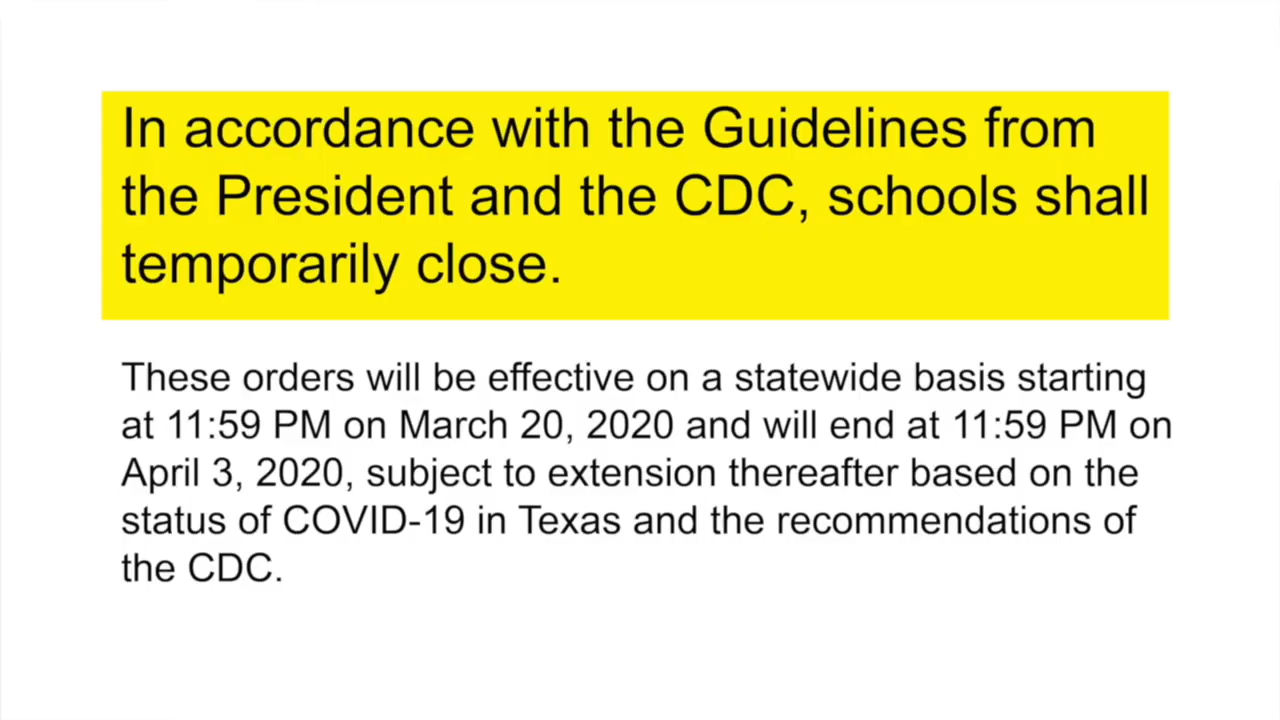 In accordance with the Guidelines from
the President and the CDC, schools shall
temporarily close.
These orders will be effective on a statewide basis starting
at 11:59 PM on March 20, 2020 and will end at 11:59 PM on
April 3, 2020, subject to extension thereafter based on the
status of COVID-19 in Texas and the recommendations of
the CDC.